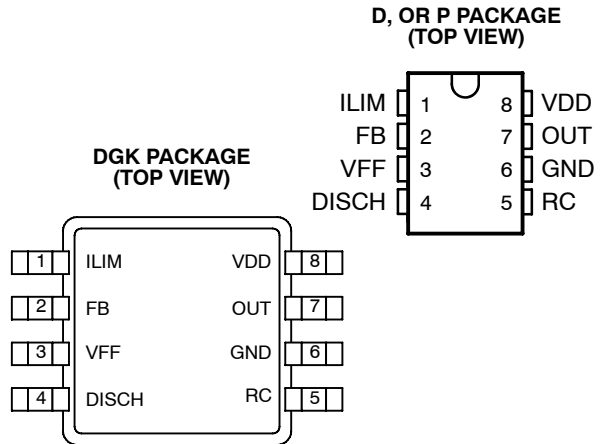 D, OR P PACKAGE
(TOP VIEW)
ILIM 1 8 VDD
FB 2 7 OUT
VFF 3 6 GND
DISCH 4 5 RC
DGK PACKAGE
(TOP VIEW)
1 ILIM VDD 8
2 FB OUT 7
3 VFF GND 6
4 DISCH RC 5